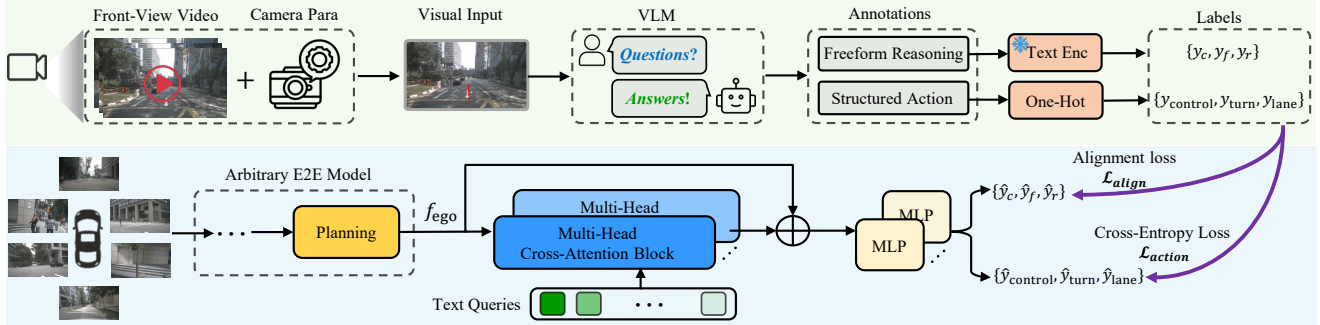 Front-View Video
Camera Para
Visual Input
VLM
Annotations
Labels
+
Questions?
Answers!
Freeform Reasoning
Structured Action
Text Enc
One-Hot
{y_c, y_f, y_r}
{y_control, y_turn, y_lane}
Arbitrary E2E Model
Planning
f_ego
Multi-Head
Multi-Head
Cross-Attention Block
Text Queries
MLP
MLP
{ŷ_c, ŷ_f, ŷ_r}
{ŷ_control, ŷ_turn, ŷ_lane}
Alignment loss
ℒ_align
Cross-Entropy Loss
ℒ_action